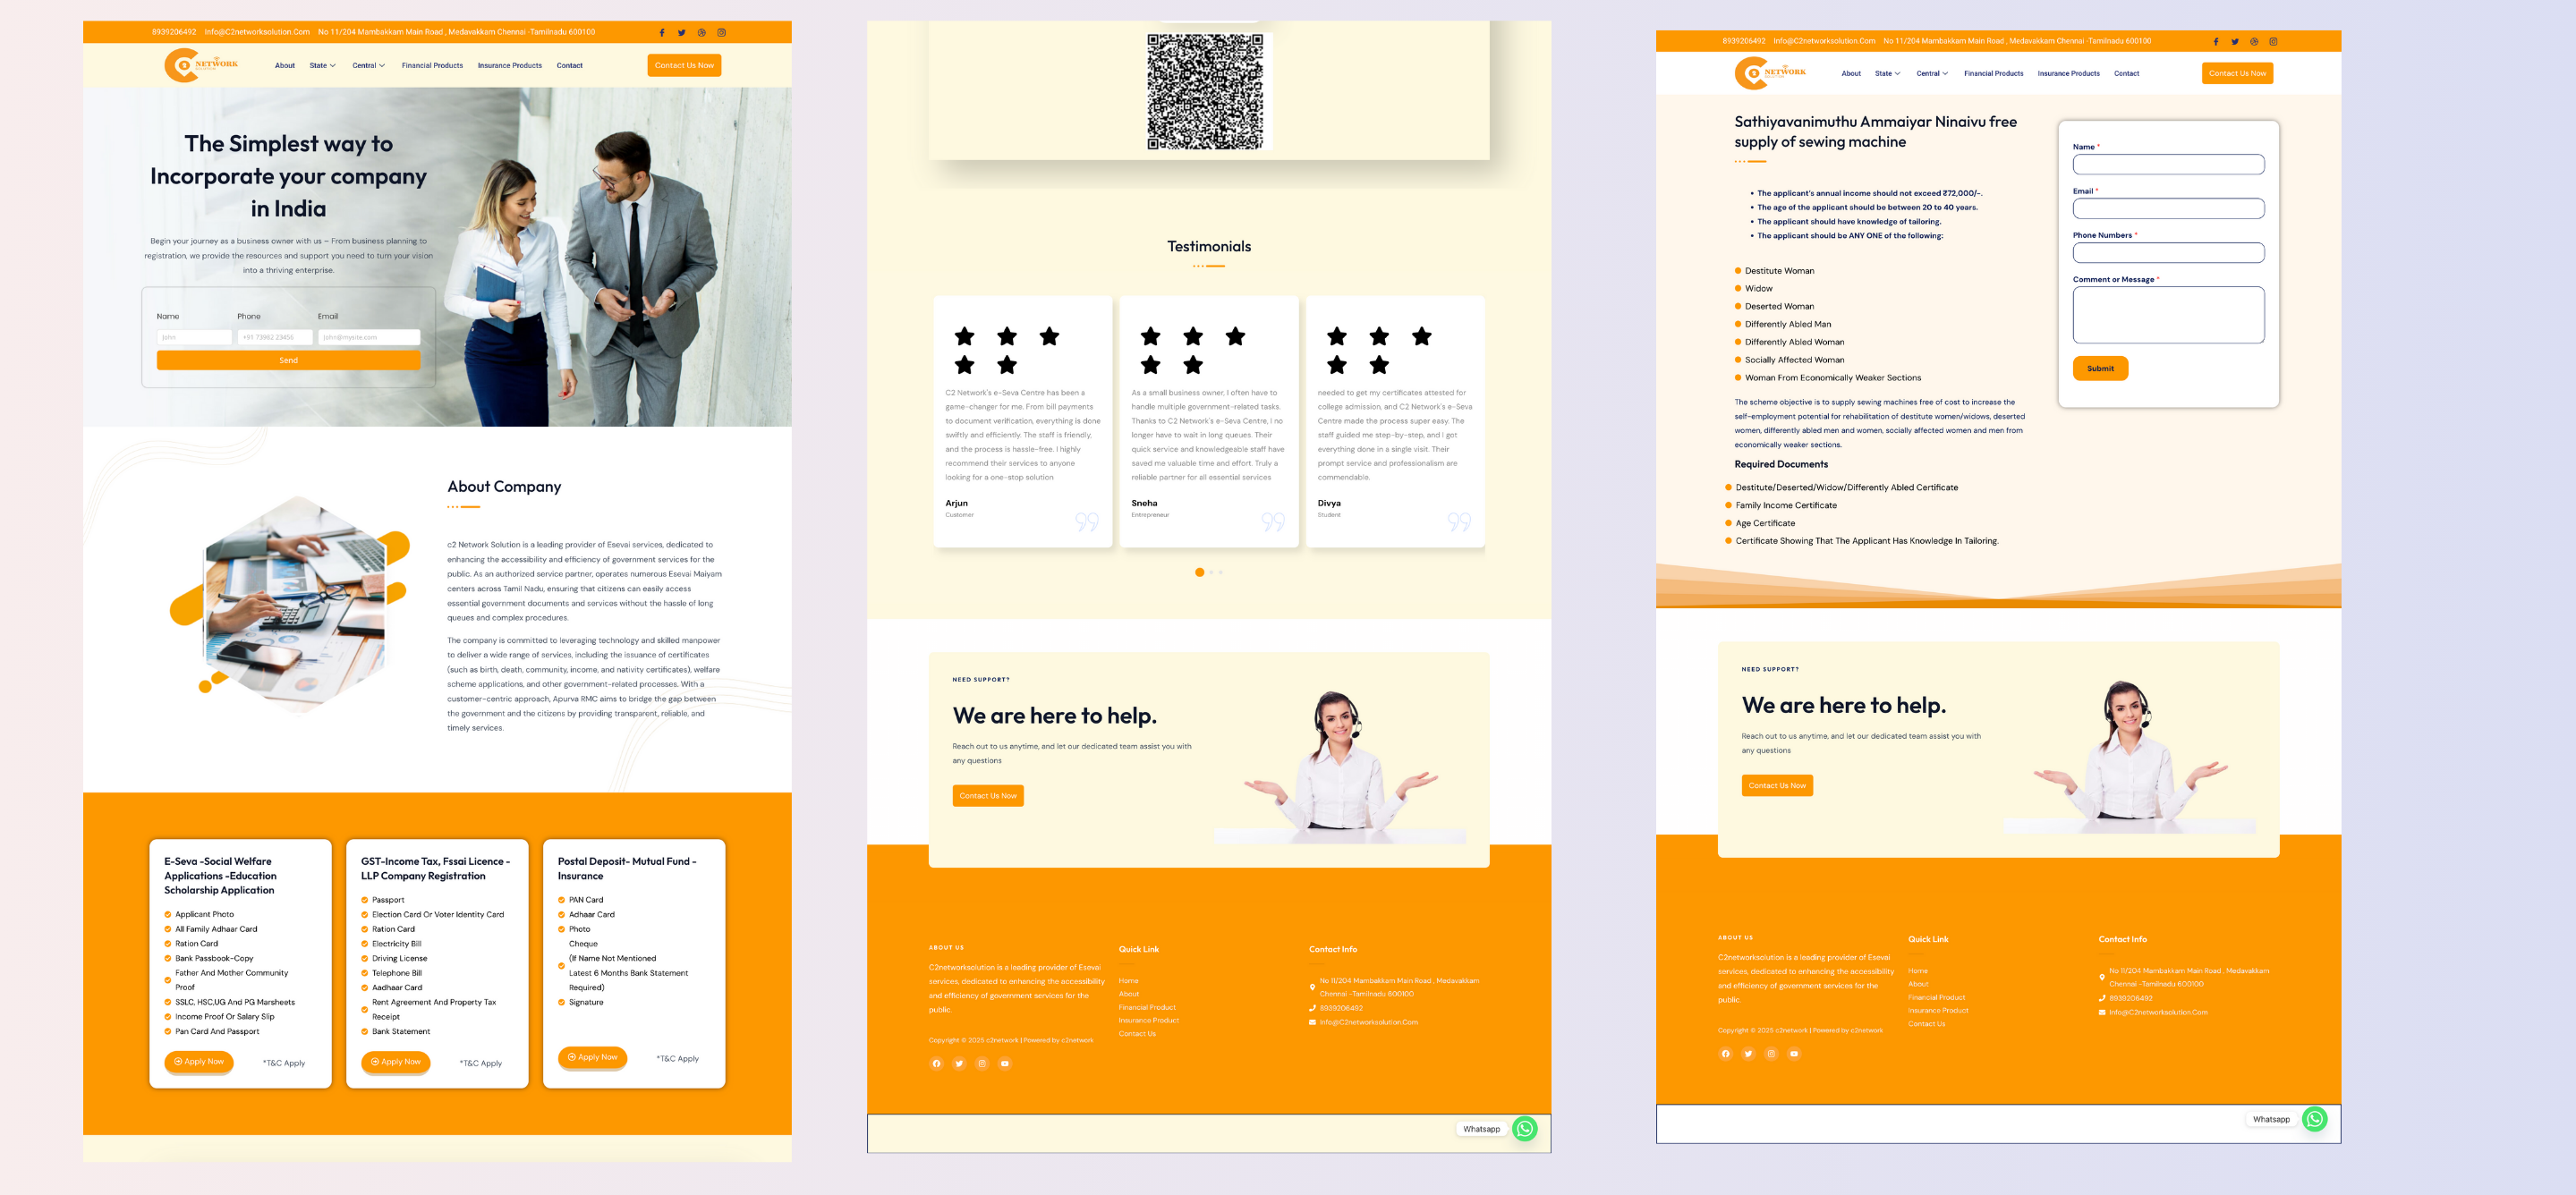 8939206492 Info@C2networksolution.Com No 11/204 Mambakkam Main Road , Medavakkam Chennai -Tamilnadu 600100
NETWORK
About State Central Financial Products Insurance Products Contact
Contact Us Now
The Simplest way to
Incorporate your company
in India
Begin your journey as a business owner with us – From business planning to
registration, we provide the resources and support you need to turn your vision
into a thriving enterprise.
Name Phone Email
John +91 73982 23456 John@mysite.com
Send
About Company
c2 Network Solution is a leading provider of Esevai services, dedicated to
enhancing the accessibility and efficiency of government services for the
public. As an authorized service partner, operates numerous Esevai Maiyam
centers across Tamil Nadu, ensuring that citizens can easily access
essential government documents and services without the hassle of long
queues and complex procedures.
The company is committed to leveraging technology and skilled manpower
to deliver a wide range of services, including the issuance of certificates
(such as birth, death, community, income, and nativity certificates), welfare
scheme applications, and other government-related processes. With a
customer-centric approach, Apurva RMC aims to bridge the gap between
the government and the citizens by providing transparent, reliable, and
timely services.
E-Seva -Social Welfare
Applications -Education
Scholarship Application
Applicant Photo
All Family Adhaar Card
Ration Card
Bank Passbook-Copy
Father And Mother Community
Proof
SSLC, HSC,UG And PG Marsheets
Income Proof Or Salary Slip
Pan Card And Passport
Apply Now *T&C Apply
GST-Income Tax, Fssai Licence -
LLP Company Registration
Passport
Election Card Or Voter Identity Card
Ration Card
Electricity Bill
Driving License
Telephone Bill
Aadhaar Card
Rent Agreement And Property Tax
Receipt
Bank Statement
Apply Now *T&C Apply
Postal Deposit- Mutual Fund -
Insurance
PAN Card
Adhaar Card
Photo
Cheque
(If Name Not Mentioned
Latest 6 Months Bank Statement
Required)
Signature
Apply Now *T&C Apply
Testimonials
C2 Network's e-Seva Centre has been a
game-changer for me. From bill payments
to document verification, everything is done
swiftly and efficiently. The staff is friendly,
and the process is hassle-free. I highly
recommend their services to anyone
looking for a one-stop solution
Arjun
Customer
As a small business owner, I often have to
handle multiple government-related tasks.
Thanks to C2 Network's e-Seva Centre, I no
longer have to wait in long queues. Their
quick service and knowledgeable staff have
saved me valuable time and effort. Truly a
reliable partner for all essential services
Sneha
Entrepreneur
needed to get my certificates attested for
college admission, and C2 Network's e-Seva
Centre made the process super easy. The
staff guided me step-by-step, and I got
everything done in a single visit. Their
prompt service and professionalism are
commendable.
Divya
Student
NEED SUPPORT?
We are here to help.
Reach out to us anytime, and let our dedicated team assist you with
any questions
Contact Us Now
ABOUT US
C2networksolution is a leading provider of Esevai
services, dedicated to enhancing the accessibility
and efficiency of government services for the
public.
Copyright © 2025 c2network | Powered by c2network
Quick Link
Home
About
Financial Product
Insurance Product
Contact Us
Contact Info
No 11/204 Mambakkam Main Road , Medavakkam
Chennai -Tamilnadu 600100
8939206492
Info@C2networksolution.Com
Whatsapp
8939206492 Info@C2networksolution.Com No 11/204 Mambakkam Main Road , Medavakkam Chennai -Tamilnadu 600100
NETWORK
About State Central Financial Products Insurance Products Contact
Contact Us Now
Sathiyavanimuthu Ammaiyar Ninaivu free
supply of sewing machine
The applicant's annual income should not exceed ₹72,000/-.
The age of the applicant should be between 20 to 40 years.
The applicant should have knowledge of tailoring.
The applicant should be ANY ONE of the following:
Destitute Woman
Widow
Deserted Woman
Differently Abled Man
Differently Abled Woman
Socially Affected Woman
Woman From Economically Weaker Sections
The scheme objective is to supply sewing machines free of cost to increase the
self-employment potential for rehabilitation of destitute women/widows, deserted
women, differently abled men and women, socially affected women and men from
economically weaker sections.
Required Documents
Destitute/Deserted/Widow/Differently Abled Certificate
Family Income Certificate
Age Certificate
Certificate Showing That The Applicant Has Knowledge In Tailoring.
Name *
Email *
Phone Numbers *
Comment or Message *
Submit
NEED SUPPORT?
We are here to help.
Reach out to us anytime, and let our dedicated team assist you with
any questions
Contact Us Now
ABOUT US
C2networksolution is a leading provider of Esevai
services, dedicated to enhancing the accessibility
and efficiency of government services for the
public.
Copyright © 2025 c2network | Powered by c2network
Quick Link
Home
About
Financial Product
Insurance Product
Contact Us
Contact Info
No 11/204 Mambakkam Main Road , Medavakkam
Chennai -Tamilnadu 600100
8939206492
Info@C2networksolution.Com
Whatsapp